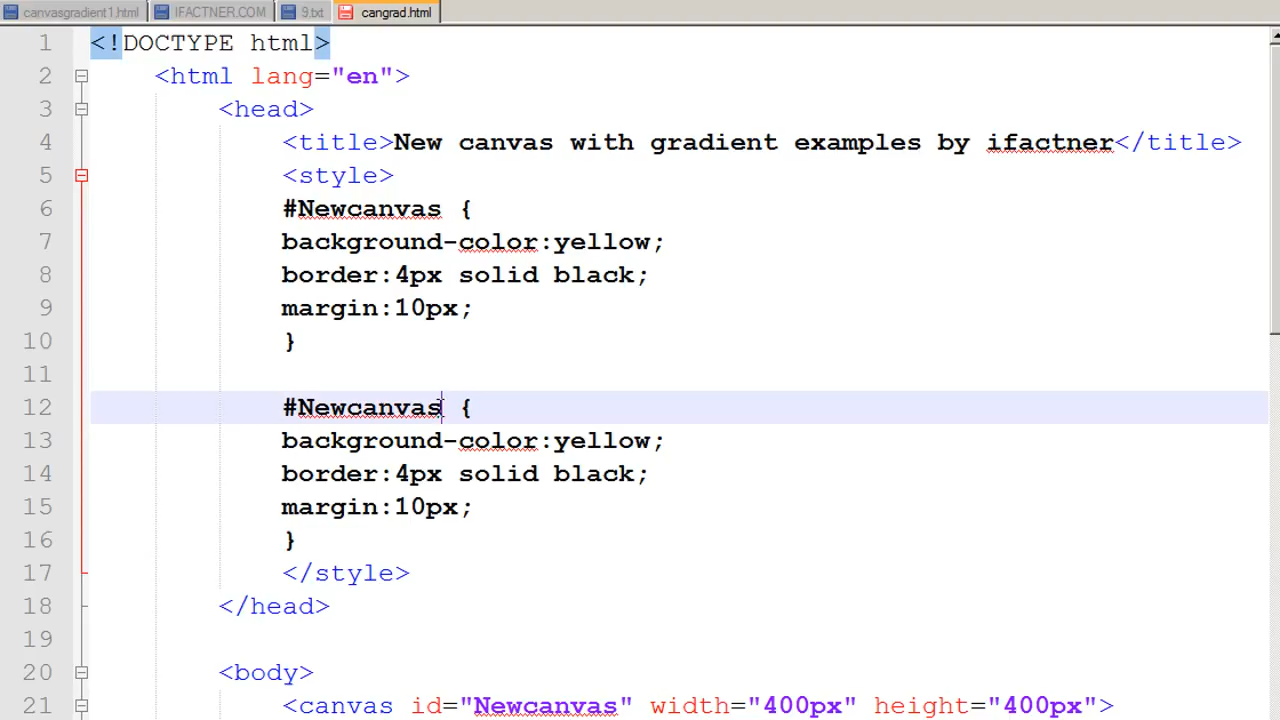 canvasgradient1.html IFACTNER.COM 9.txt cangrad.html
1 <!DOCTYPE html>
2 <html lang="en">
3 <head>
4 <title>New canvas with gradient examples by ifactner</title>
5 <style>
6 #Newcanvas {
7 background-color:yellow;
8 border:4px solid black;
9 margin:10px;
10 }
11
12 #Newcanvas {
13 background-color:yellow;
14 border:4px solid black;
15 margin:10px;
16 }
17 </style>
18 </head>
19
20 <body>
21 <canvas id="Newcanvas" width="400px" height="400px">